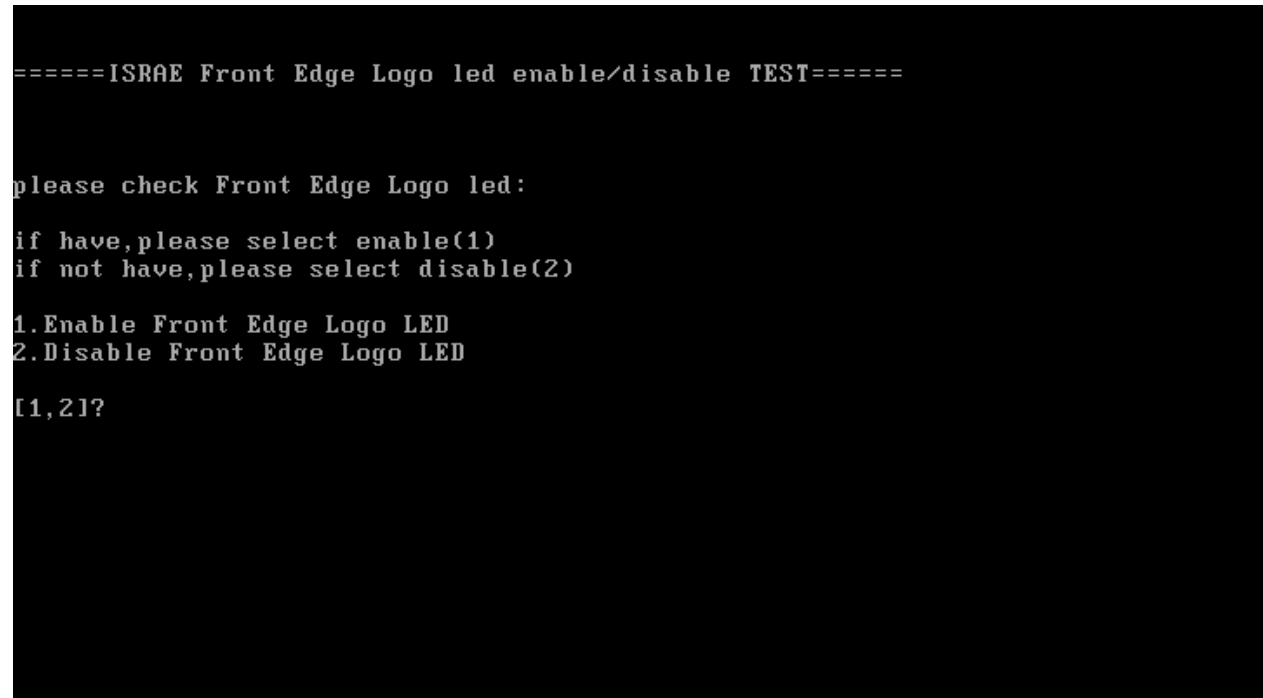 ======ISRAE Front Edge Logo led enable/disable TEST======
please check Front Edge Logo led:
if have,please select enable(1)
if not have,please select disable(2)
1.Enable Front Edge Logo LED
2.Disable Front Edge Logo LED
[1,2]?